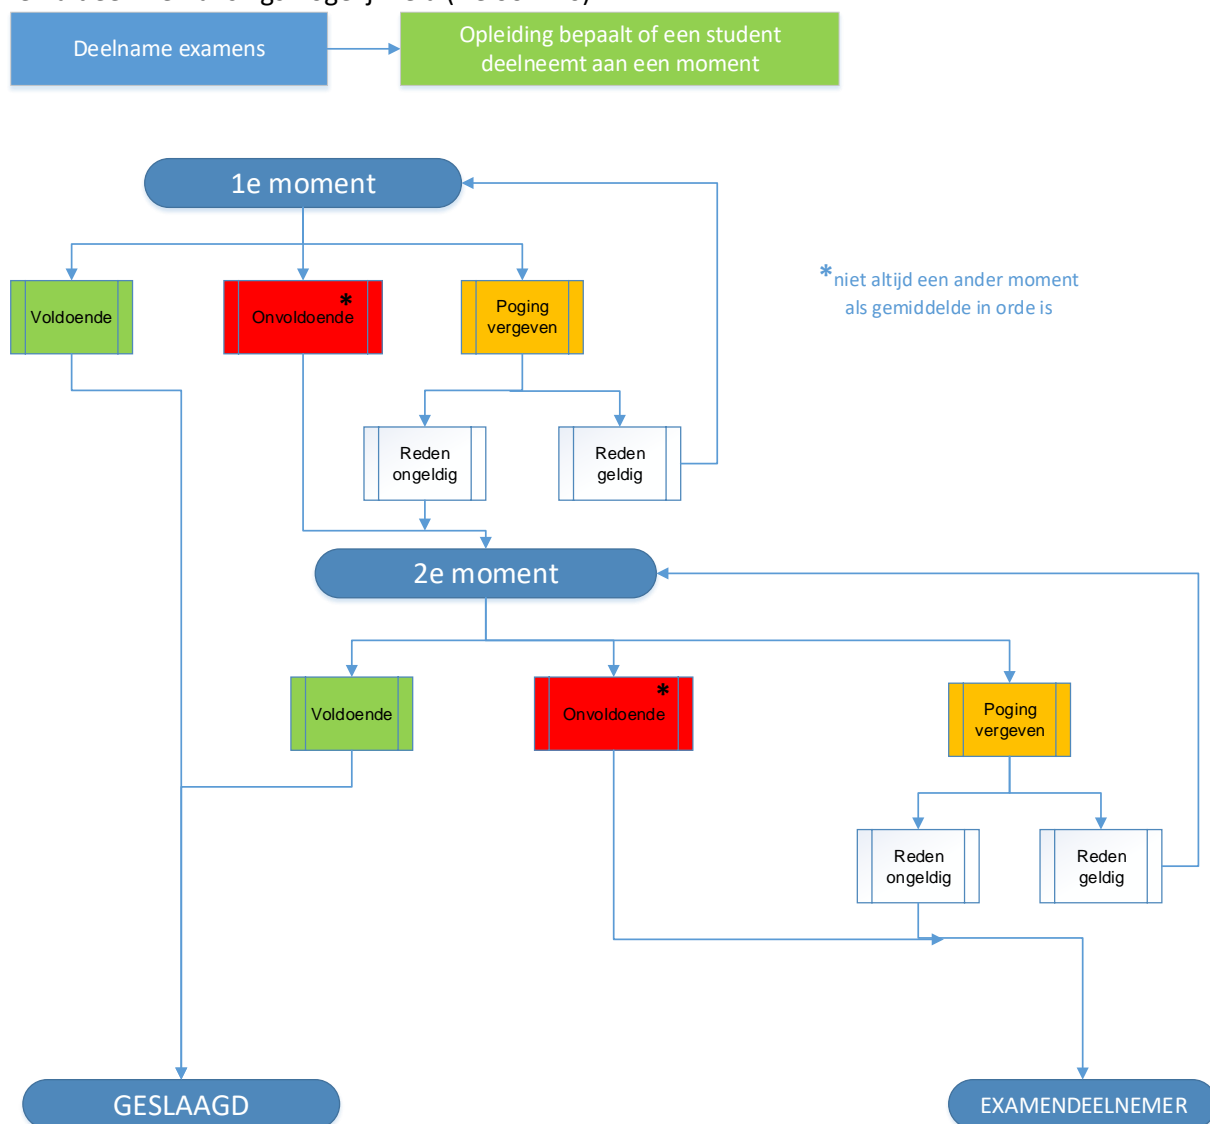 Deelname examens
Opleiding bepaalt of een student
deelneemt aan een moment
1e moment
Voldoende
*
Onvoldoende
Poging
vergeven
*niet altijd een ander moment
als gemiddelde in orde is
Reden
ongeldig
Reden
geldig
2e moment
Voldoende
*
Onvoldoende
Poging
vergeven
Reden
ongeldig
Reden
geldig
GESLAAGD
EXAMENDEELNEMER